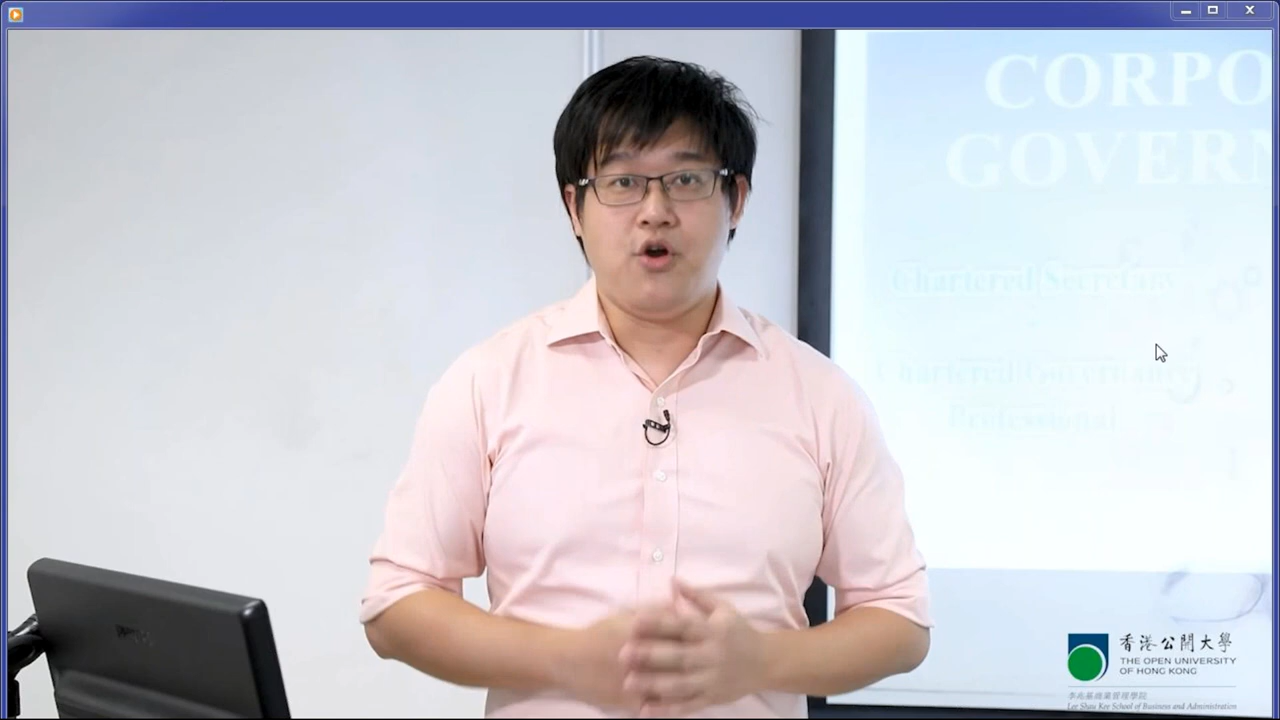 CORPO
GOVERN
Chartered Secretary
Chartered Governance
Professional
香港公開大學
THE OPEN UNIVERSITY
OF HONG KONG
李兆基商業管理學院
Lee Shau Kee School of Business and Administration